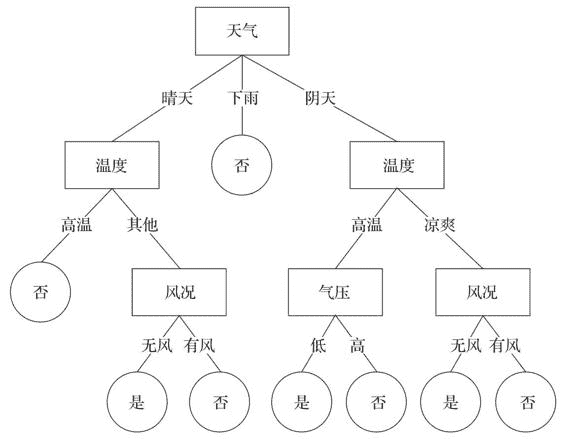 天气
晴天 下雨 阴天
温度 否 温度
高温 其他 高温 凉爽
否 风况 气压 风况
无风 有风 低 高 无风 有风
是 否 是 否 是 否